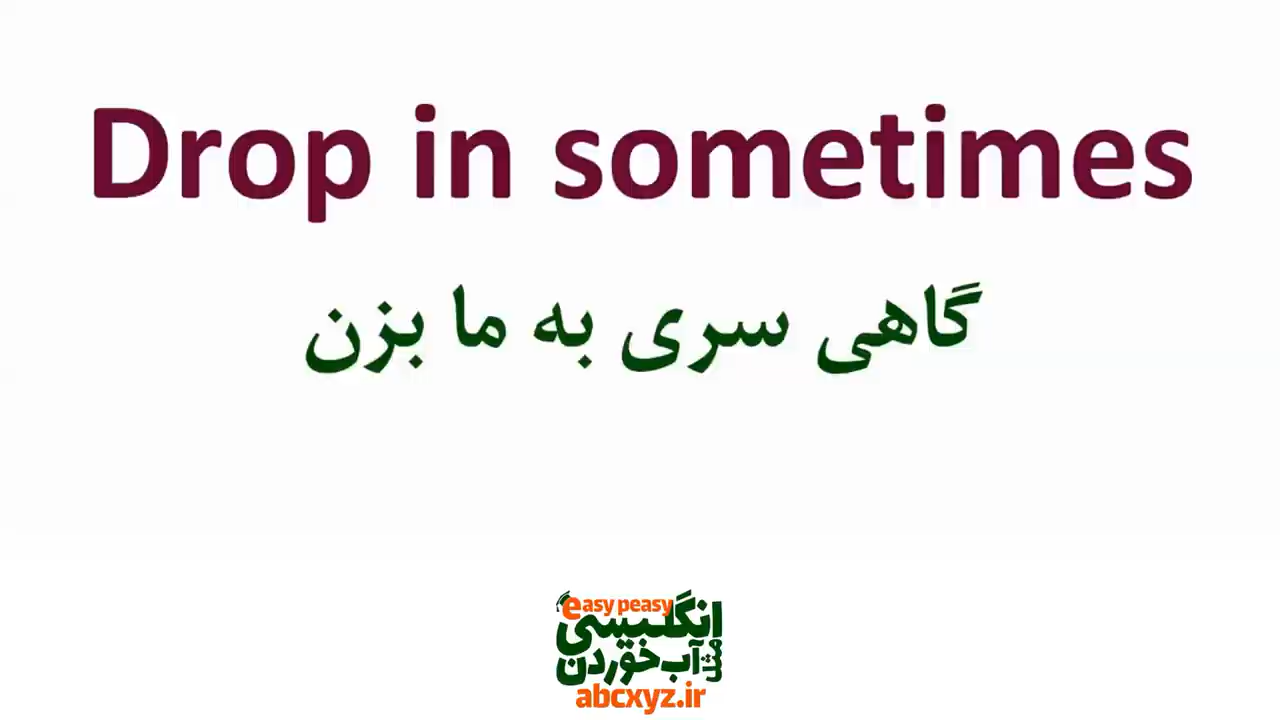 Drop in sometimes
گاهی سری به ما بزن
easy peasy
انگلیسی
مثل آب خوردن
abcxyz.ir